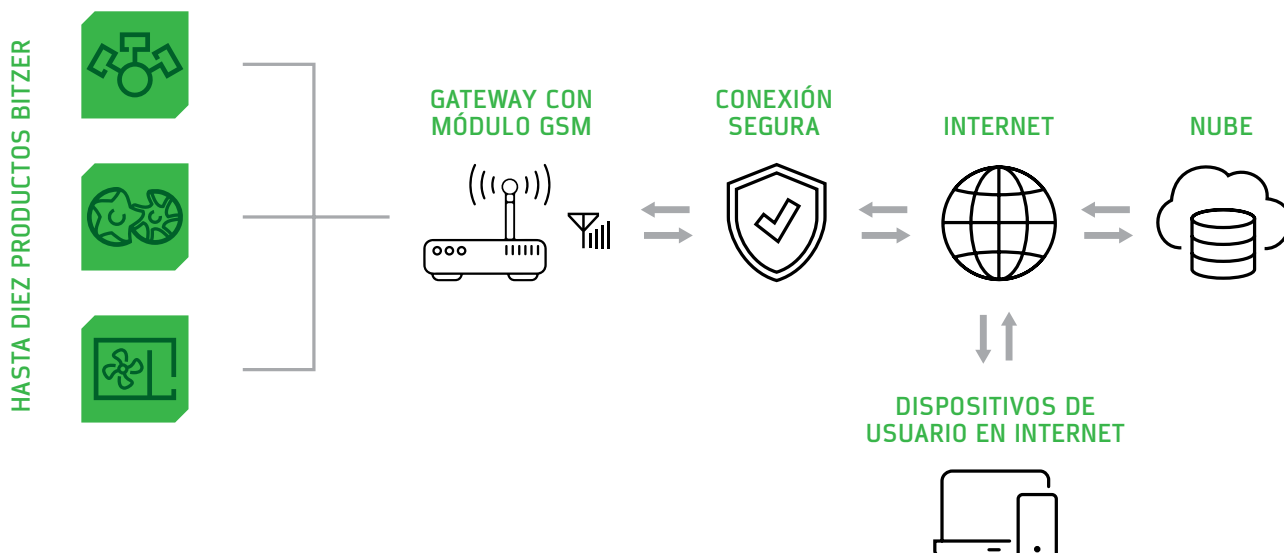 HASTA DIEZ PRODUCTOS BITZER
GATEWAY CON
MÓDULO GSM
CONEXIÓN
SEGURA
INTERNET
NUBE
DISPOSITIVOS DE
USUARIO EN INTERNET